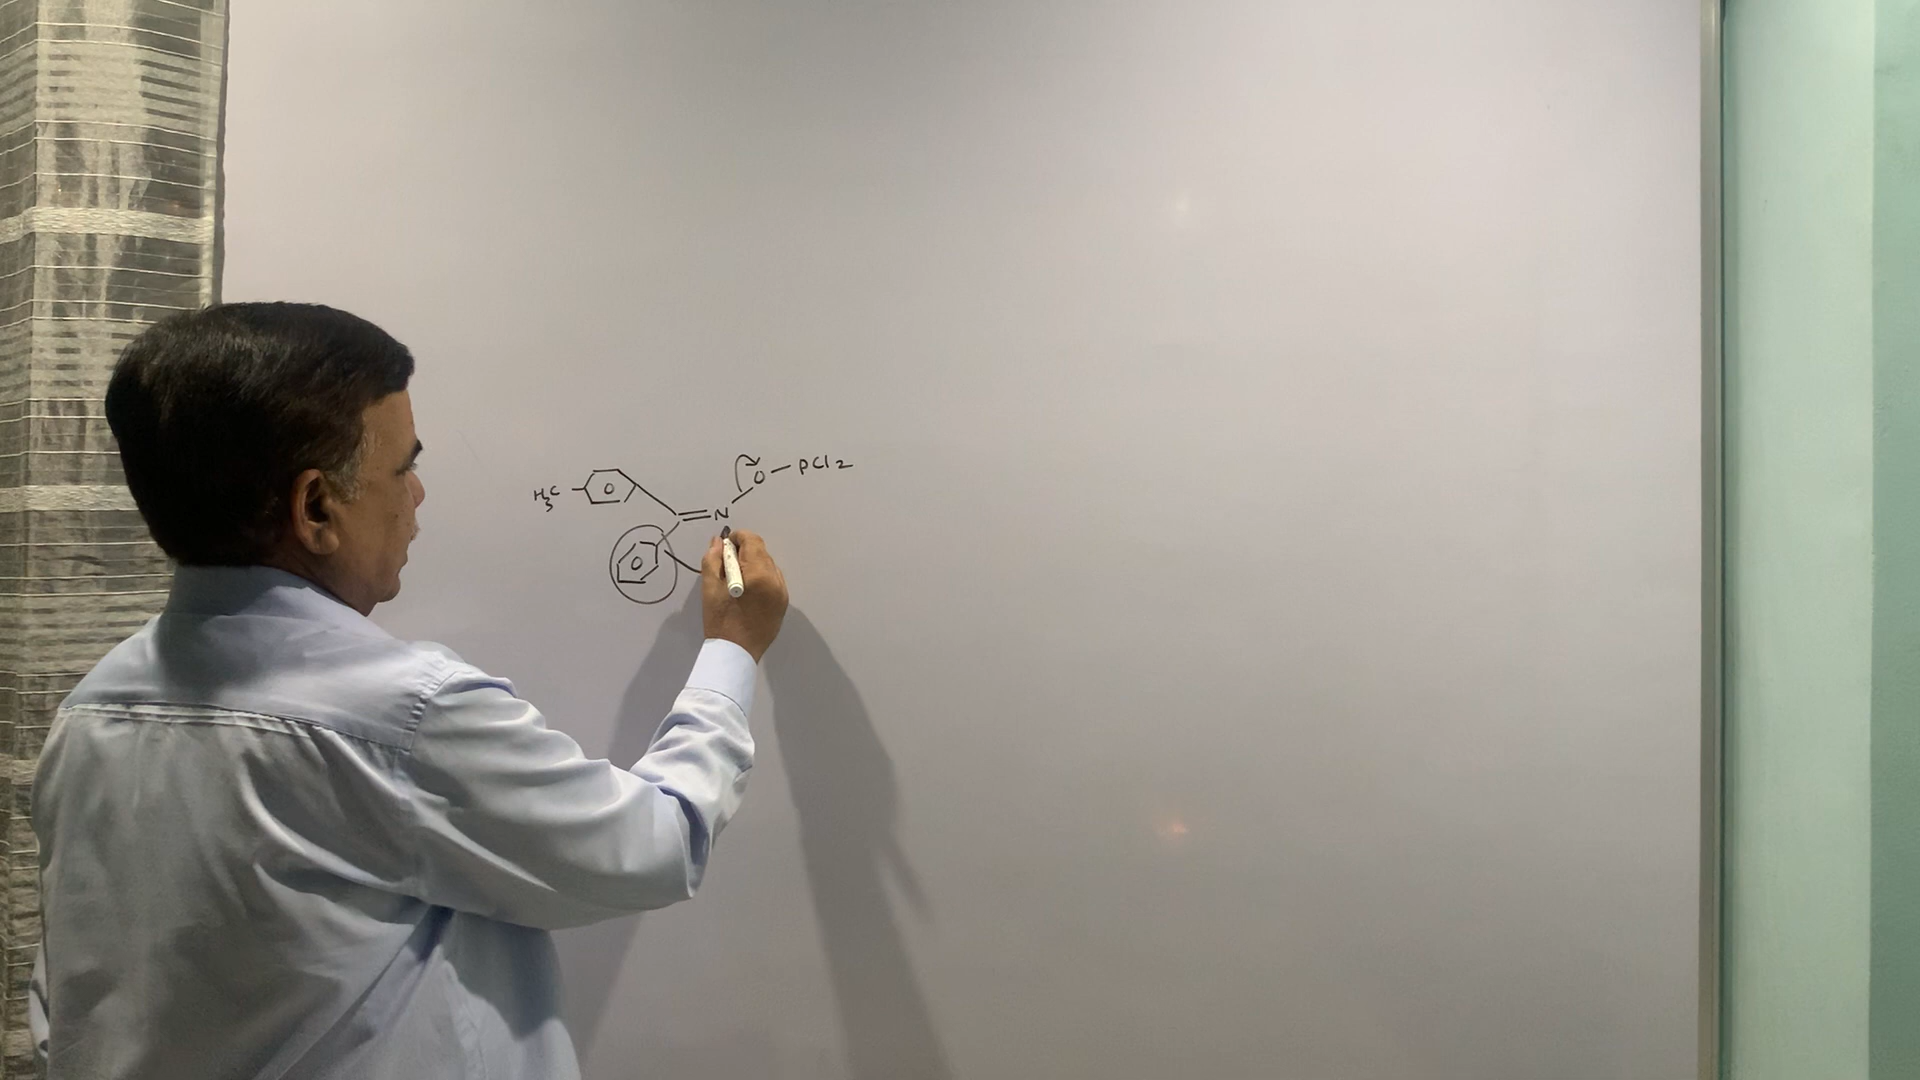 O - PCl2
H3C
= N